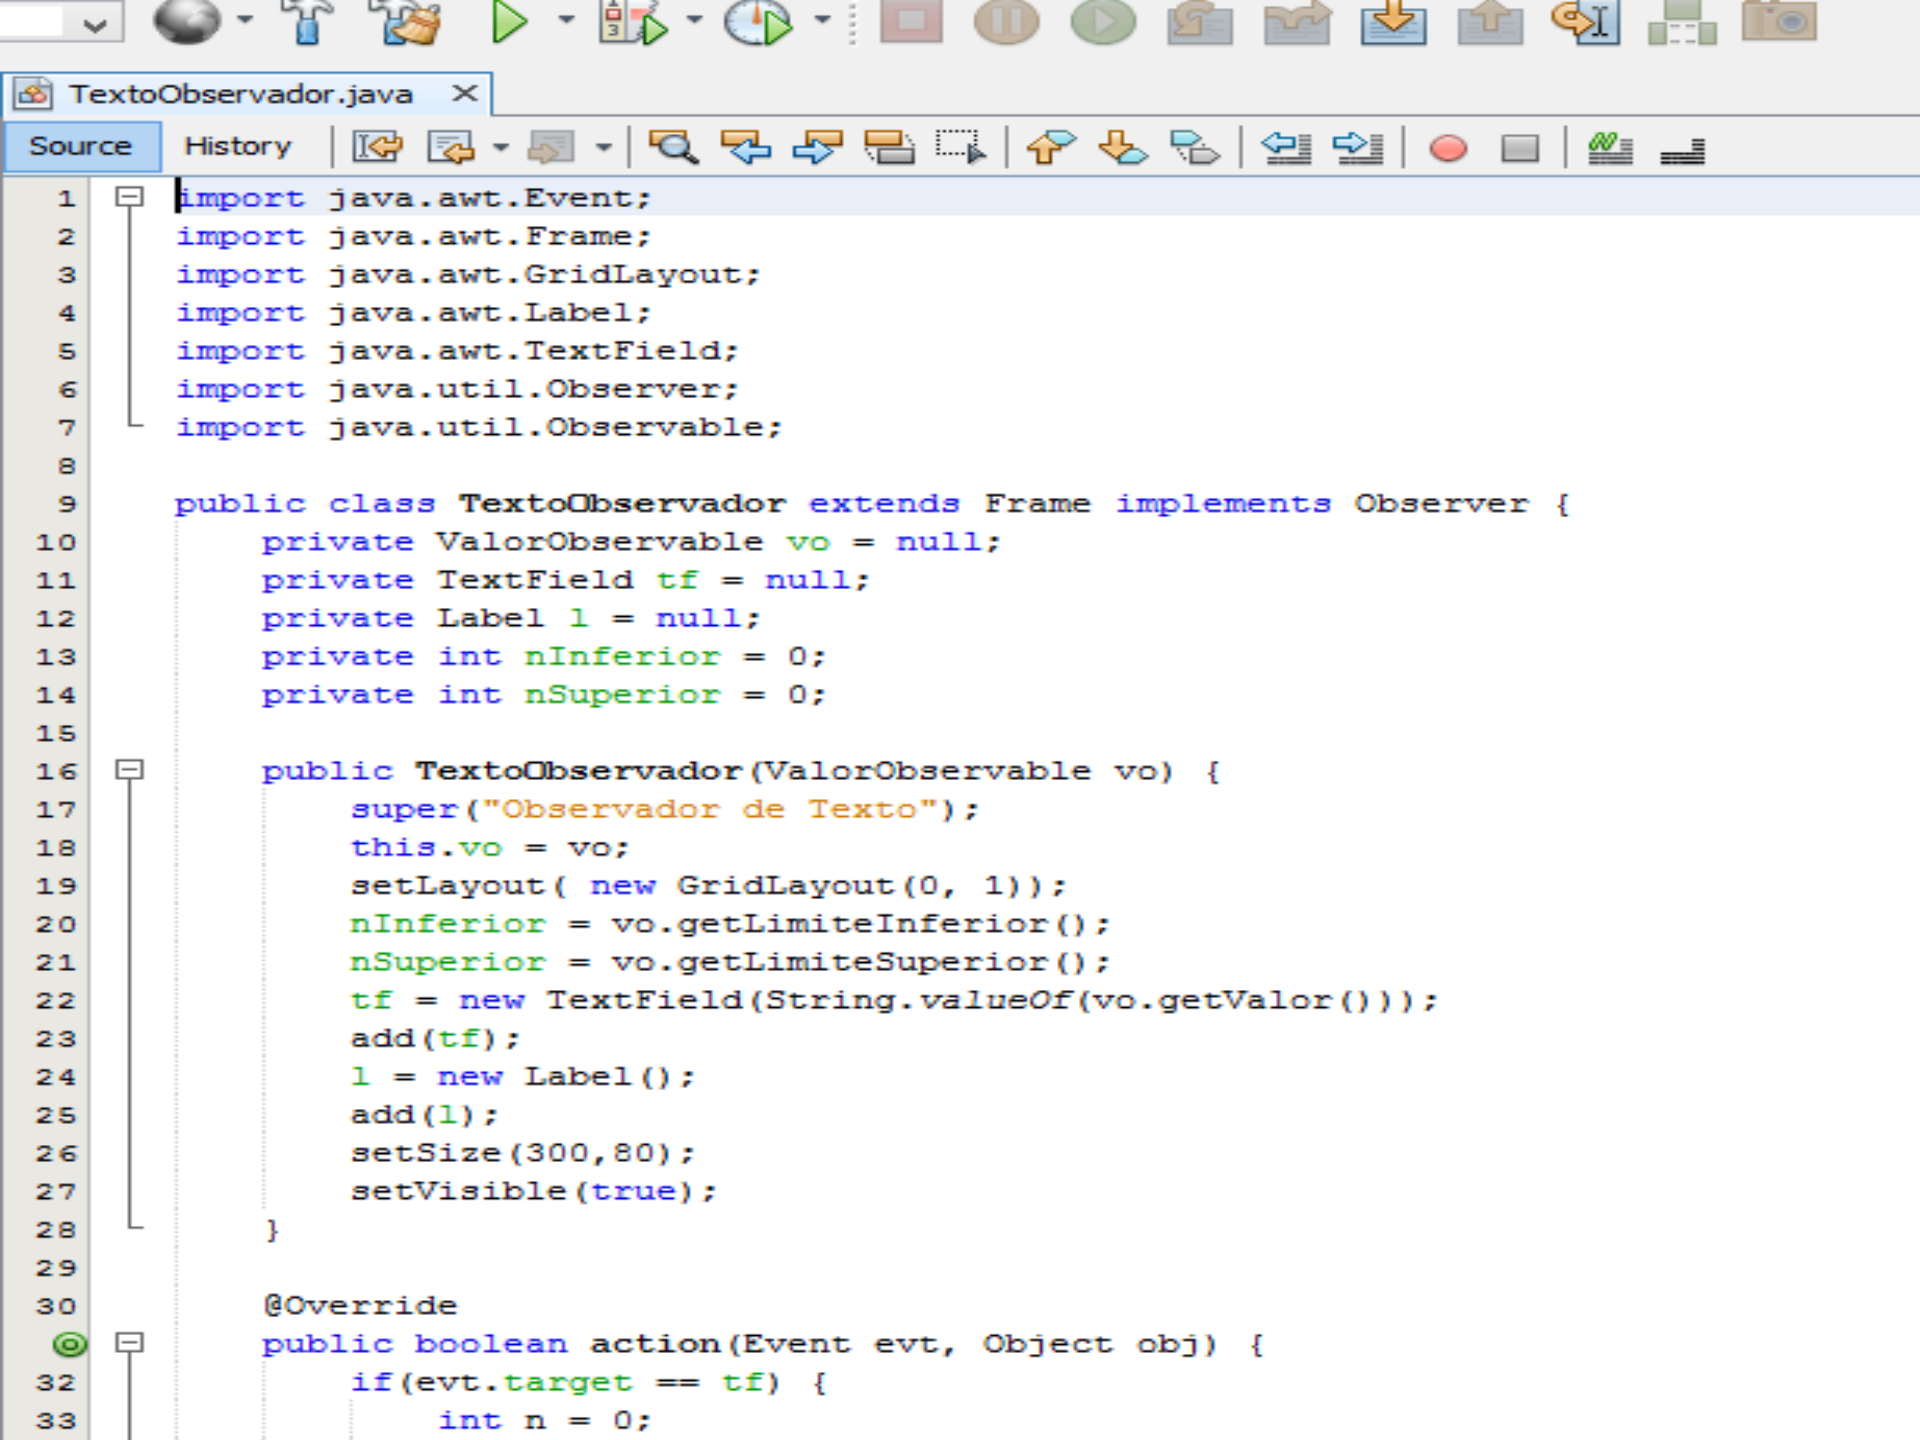 TextoObservador.java
Source History
1 import java.awt.Event;
2 import java.awt.Frame;
3 import java.awt.GridLayout;
4 import java.awt.Label;
5 import java.awt.TextField;
6 import java.util.Observer;
7 import java.util.Observable;
8
9 public class TextoObservador extends Frame implements Observer {
10 private ValorObservable vo = null;
11 private TextField tf = null;
12 private Label l = null;
13 private int nInferior = 0;
14 private int nSuperior = 0;
15
16 public TextoObservador(ValorObservable vo) {
17 super("Observador de Texto");
18 this.vo = vo;
19 setLayout( new GridLayout(0, 1));
20 nInferior = vo.getLimiteInferior();
21 nSuperior = vo.getLimiteSuperior();
22 tf = new TextField(String.valueOf(vo.getValor()));
23 add(tf);
24 l = new Label();
25 add(l);
26 setSize(300,80);
27 setVisible(true);
28 }
29
30 @Override
public boolean action(Event evt, Object obj) {
32 if(evt.target == tf) {
33 int n = 0;